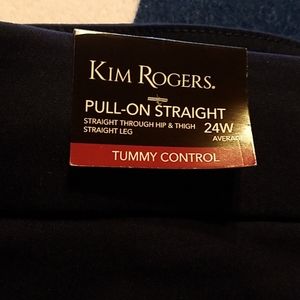 KIM ROGERS.
PULL-ON STRAIGHT
STRAIGHT THROUGH HIP & THIGH 24W
STRAIGHT LEG
TUMMY CONTROL